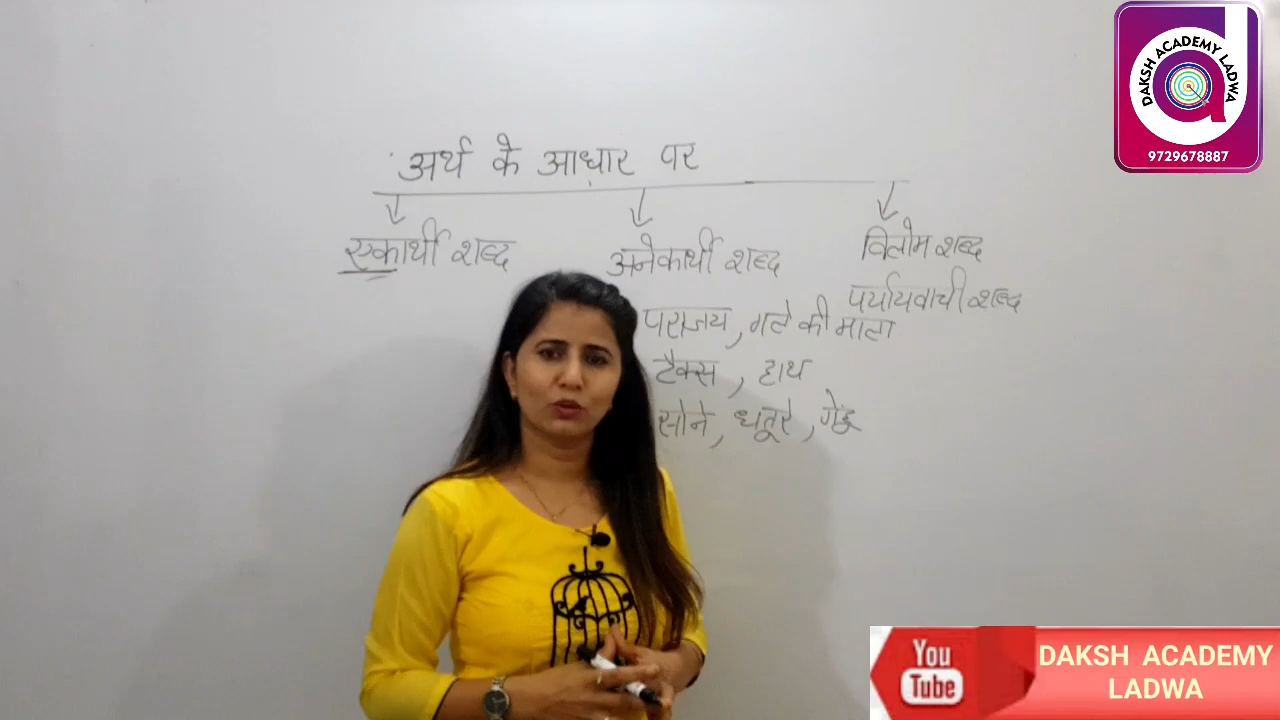 अर्थ के आधार पर
एकार्थी शब्द
अनेकार्थी शब्द
विलोम शब्द
पर्यायवाची शब्द
पराजय, गले की माला
टैक्स, हाथ
सोने, धतूरे, गेहूं
DAKSH ACADEMY LADWA
9729678887
You
Tube
DAKSH ACADEMY
LADWA